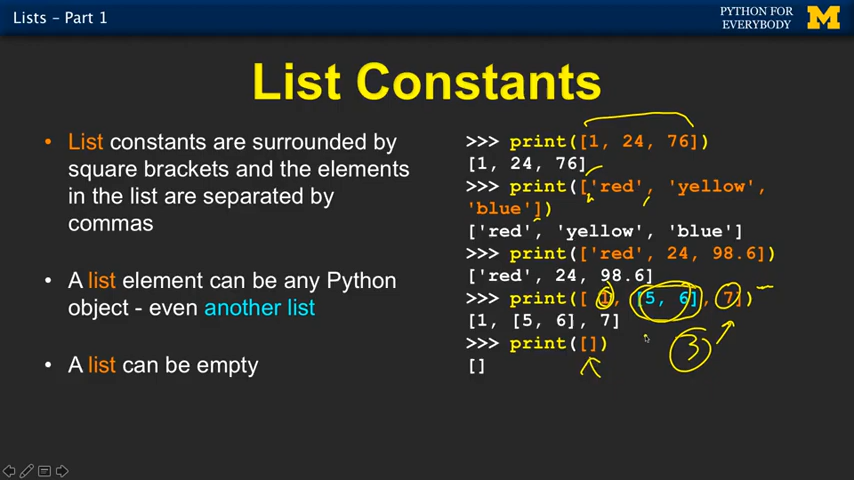 Lists – Part 1
PYTHON FOR
EVERYBODY
List Constants
• List constants are surrounded by
square brackets and the elements
in the list are separated by
commas
• A list element can be any Python
object - even another list
• A list can be empty
>>> print([1, 24, 76])
[1, 24, 76]
>>> print(['red', 'yellow',
'blue'])
['red', 'yellow', 'blue']
>>> print(['red', 24, 98.6])
['red', 24, 98.6]
>>> print([ 1, [5, 6], 7])
[1, [5, 6], 7]
>>> print([])
[]
3